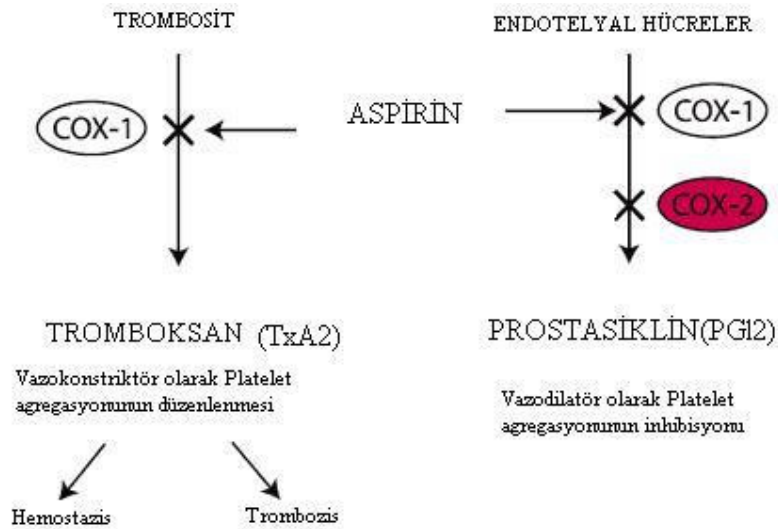 TROMBOSİT
ENDOTELYAL HÜCRELER
COX-1
ASPİRİN
COX-1
COX-2
TROMBOKSAN (TxA2)
PROSTASİKLİN(PGI2)
Vazokonstriktör olarak Platelet
agregasyonunun düzenlenmesi
Vazodilatör olarak Platelet
agregasyonunun inhibisyonu
Hemostazis
Trombozis